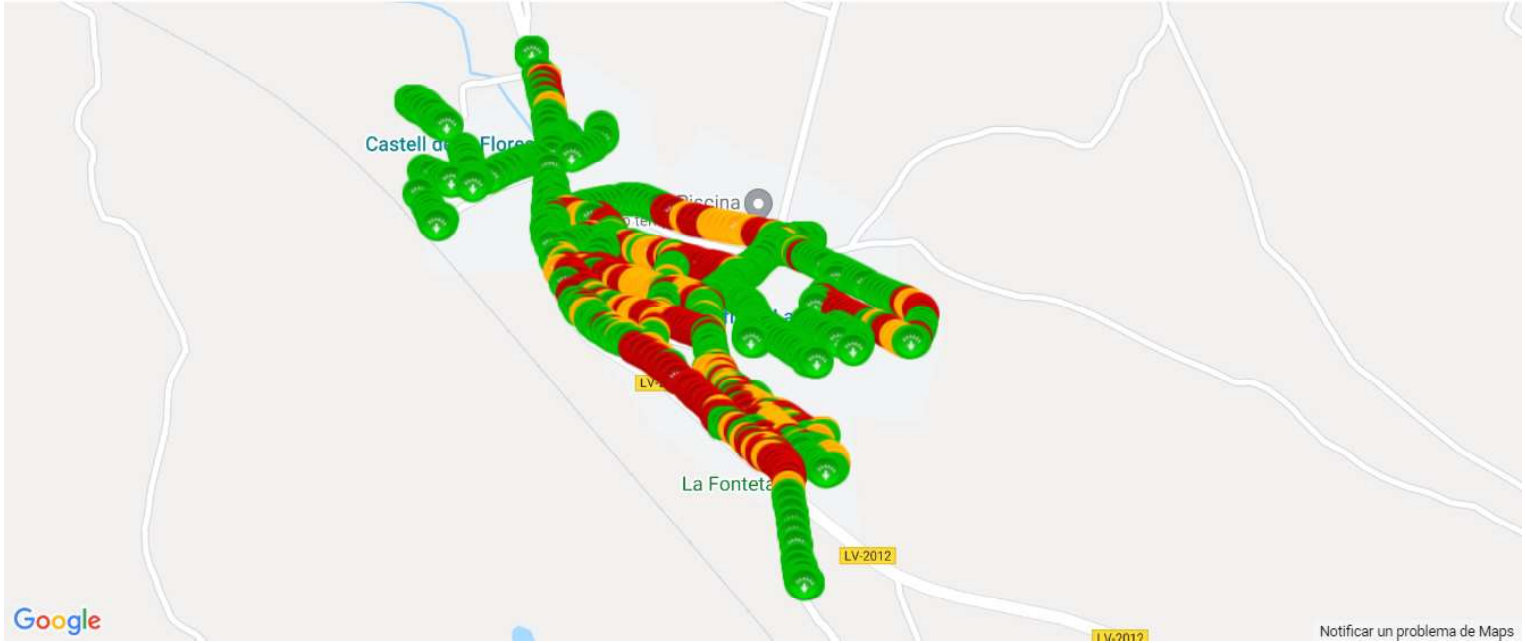 Castell de
Flores
Piscina
LV-2012
La Fonteta
LV-2012
Google
Notificar un problema de Maps